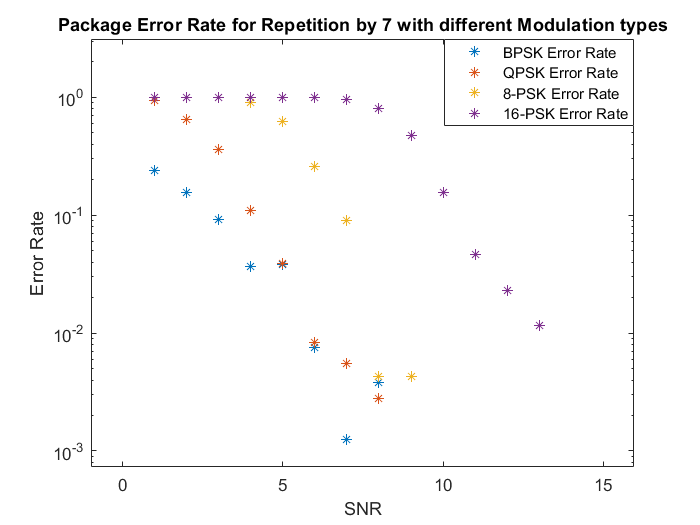 Package Error Rate for Repetition by 7 with different Modulation types
BPSK Error Rate
QPSK Error Rate
8-PSK Error Rate
16-PSK Error Rate
10^0
10^-1
10^-2
10^-3
Error Rate
0 5 10 15
SNR